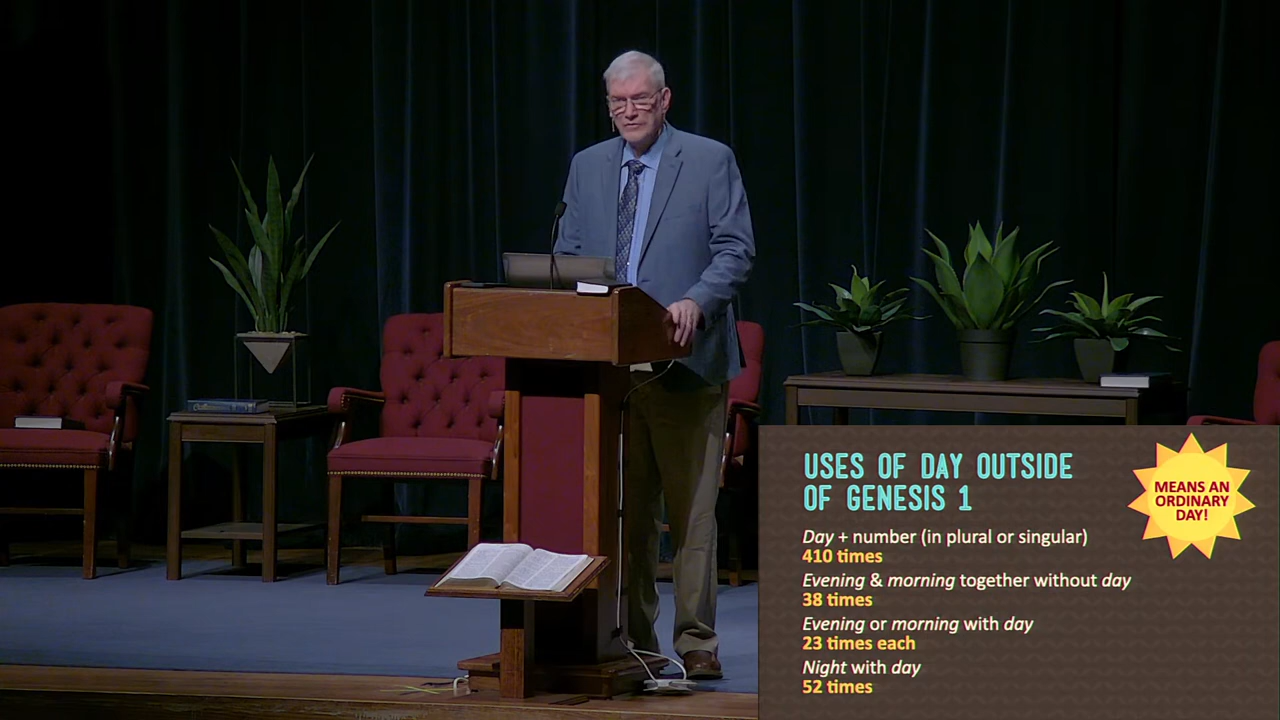 USES OF DAY OUTSIDE
OF GENESIS 1
MEANS AN
ORDINARY
DAY!
Day + number (in plural or singular)
410 times
Evening & morning together without day
38 times
Evening or morning with day
23 times each
Night with day
52 times